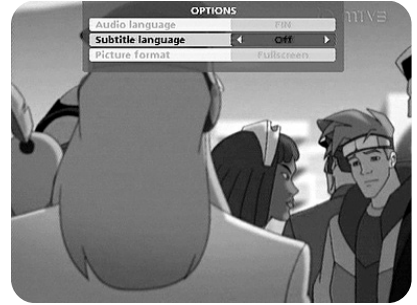 OPTIONS
Audio language FIN
Subtitle language Off
Picture format Fullscreen